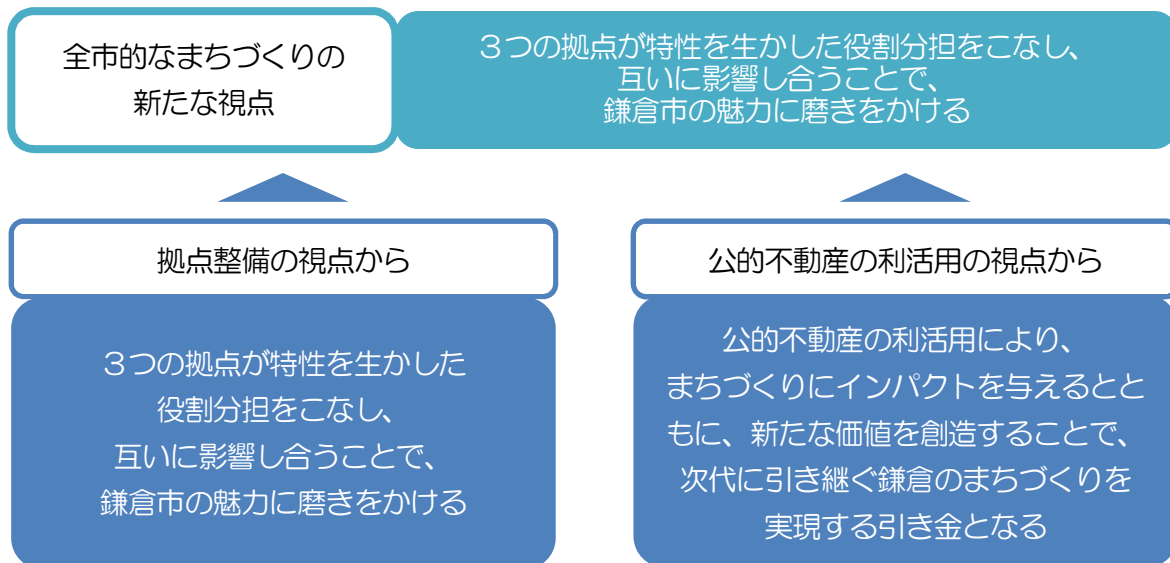 全市的なまちづくりの
新たな視点
３つの拠点が特性を生かした役割分担をこなし、
互いに影響し合うことで、
鎌倉市の魅力に磨きをかける
拠点整備の視点から
３つの拠点が特性を生かした
役割分担をこなし、
互いに影響し合うことで、
鎌倉市の魅力に磨きをかける
公的不動産の利活用の視点から
公的不動産の利活用により、
まちづくりにインパクトを与えるとと
もに、新たな価値を創造することで、
次代に引き継ぐ鎌倉のまちづくりを
実現する引き金となる